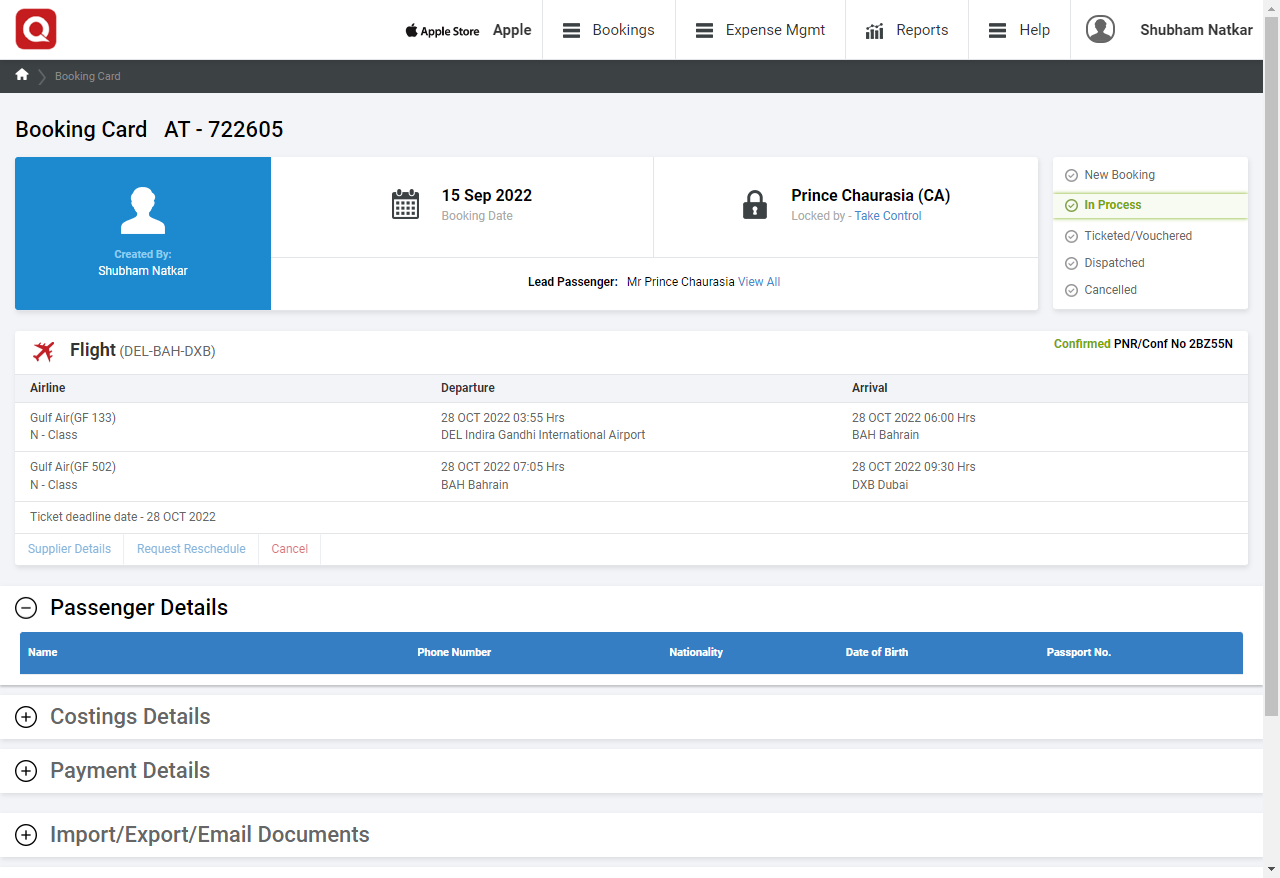 Apple Store Apple Bookings Expense Mgmt Reports Help Shubham Natkar
Booking Card
Booking Card AT - 722605
Created By:
Shubham Natkar
15 Sep 2022
Booking Date
Prince Chaurasia (CA)
Locked by - Take Control
Lead Passenger: Mr Prince Chaurasia View All
New Booking
In Process
Ticketed/Vouchered
Dispatched
Cancelled
Flight (DEL-BAH-DXB)
Confirmed PNR/Conf No 2BZ55N
Airline Departure Arrival
Gulf Air(GF 133) 28 OCT 2022 03:55 Hrs 28 OCT 2022 06:00 Hrs
N - Class DEL Indira Gandhi International Airport BAH Bahrain
Gulf Air(GF 502) 28 OCT 2022 07:05 Hrs 28 OCT 2022 09:30 Hrs
N - Class BAH Bahrain DXB Dubai
Ticket deadline date - 28 OCT 2022
Supplier Details Request Reschedule Cancel
Passenger Details
Name Phone Number Nationality Date of Birth Passport No.
Costings Details
Payment Details
Import/Export/Email Documents